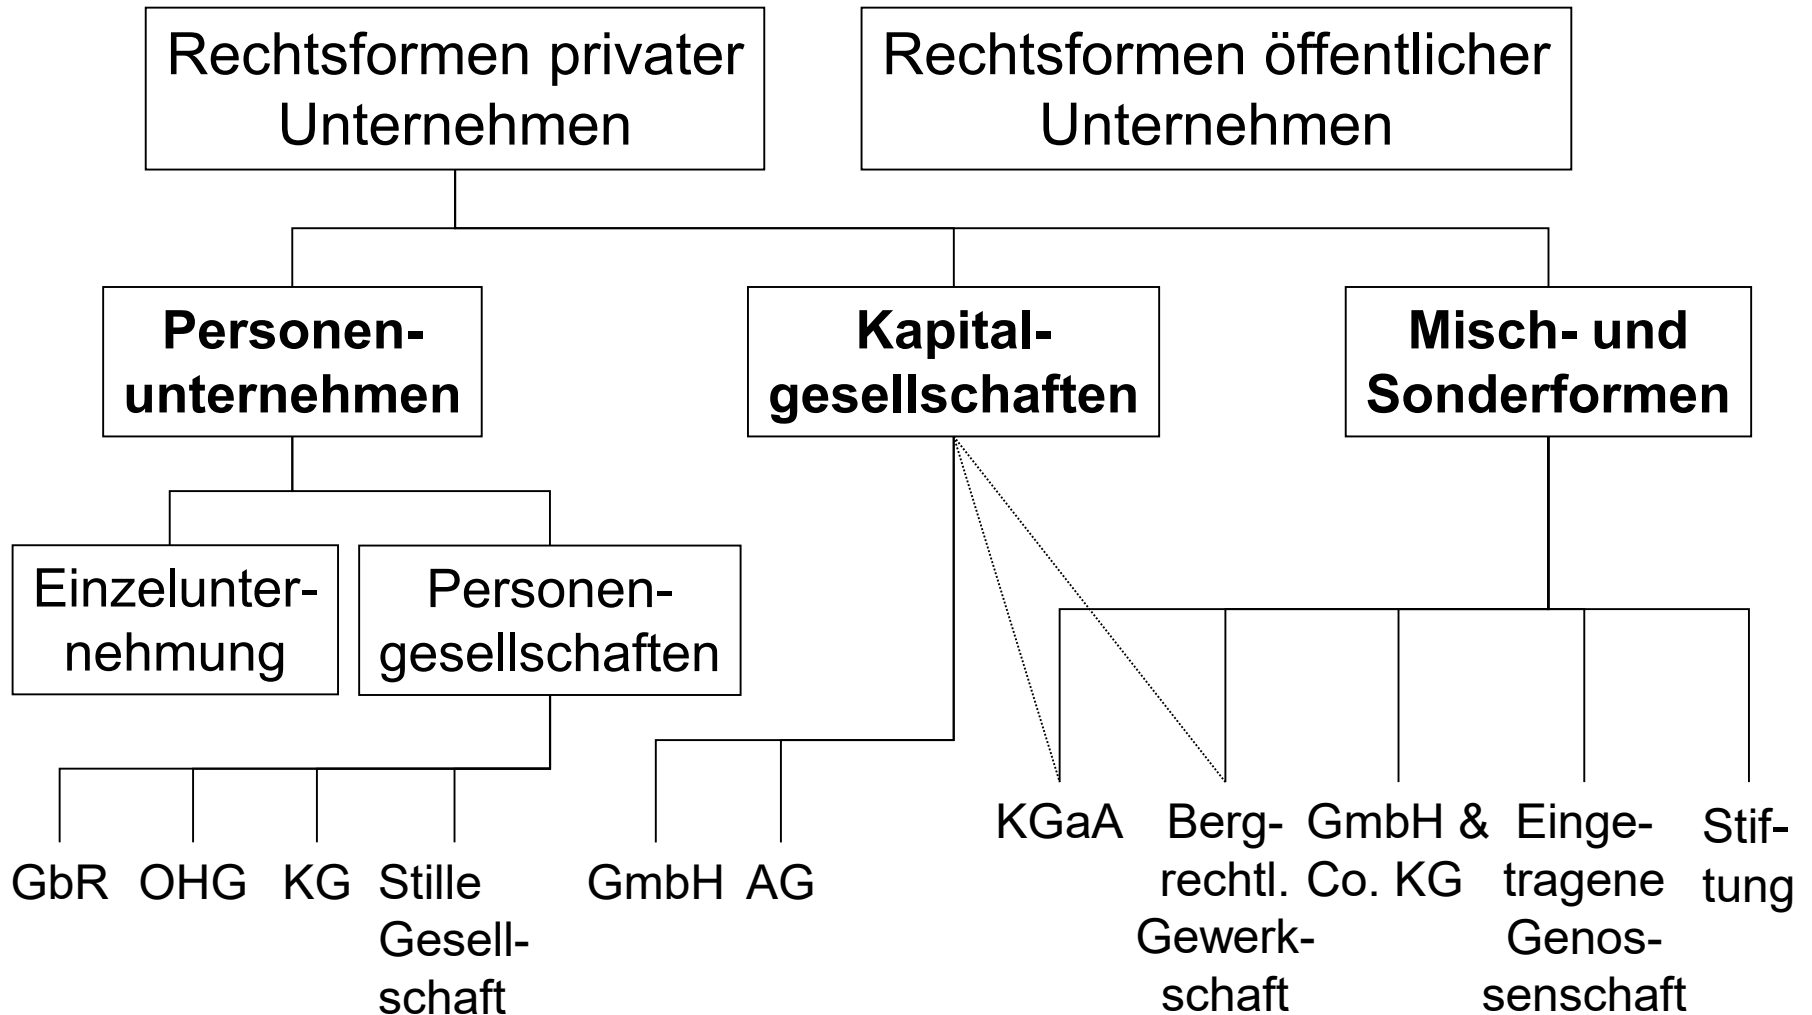 Rechtsformen privater
Unternehmen
Rechtsformen öffentlicher
Unternehmen
Personen-
unternehmen
Kapital-
gesellschaften
Misch- und
Sonderformen
Einzelunter-
nehmung
Personen-
gesellschaften
GbR
OHG
KG
Stille
Gesell-
schaft
GmbH
AG
KGaA
Berg-
rechtl.
Gewerk-
schaft
GmbH &
Co. KG
Einge-
tragene
Genos-
senschaft
Stif-
tung